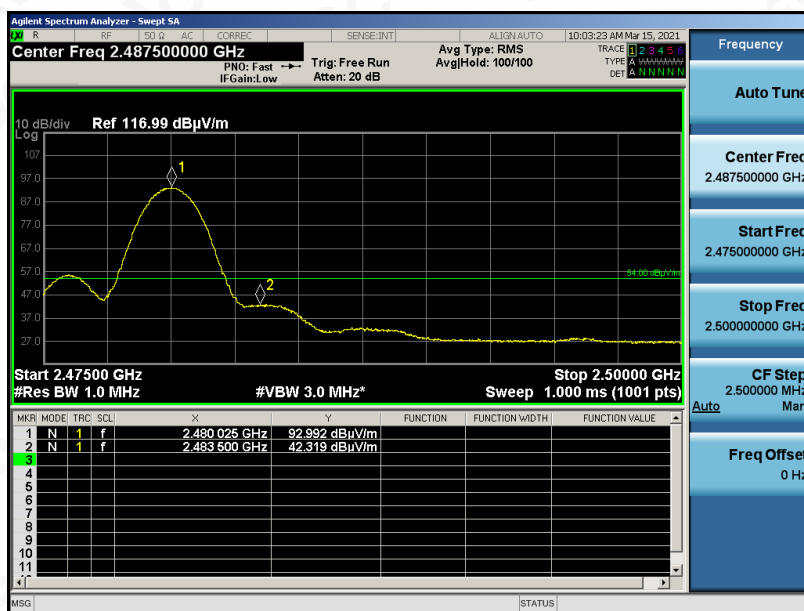 Agilent Spectrum Analyzer - Swept SA
LXI R RF 50 Ω AC CORREC SENSE:INT ALIGN AUTO 10:03:23 AM Mar 15, 2021
Center Freq 2.487500000 GHz
PNO: Fast
IFGain:Low
Trig: Free Run
Atten: 20 dB
Avg Type: RMS
Avg|Hold: 100/100
TRACE 1 2 3 4 5 6
TYPE A WWWWW
DET A N N N N N
10 dB/div Ref 116.99 dBµV/m
Log
107
97.0
87.0
77.0
67.0
57.0
47.0
37.0
27.0
1
2
54.00 dBµV/m
Start 2.47500 GHz Stop 2.50000 GHz
#Res BW 1.0 MHz #VBW 3.0 MHz* Sweep 1.000 ms (1001 pts)
MKR MODE TRC SCL X Y FUNCTION FUNCTION WIDTH FUNCTION VALUE
1 N 1 f 2.480 025 GHz 92.992 dBµV/m
2 N 1 f 2.483 500 GHz 42.319 dBµV/m
3
4
5
6
7
8
9
10
11
MSG STATUS
Frequency
Auto Tune
Center Freq
2.487500000 GHz
Start Freq
2.475000000 GHz
Stop Freq
2.500000000 GHz
CF Step
2.500000 MHz
Auto Man
Freq Offset
0 Hz